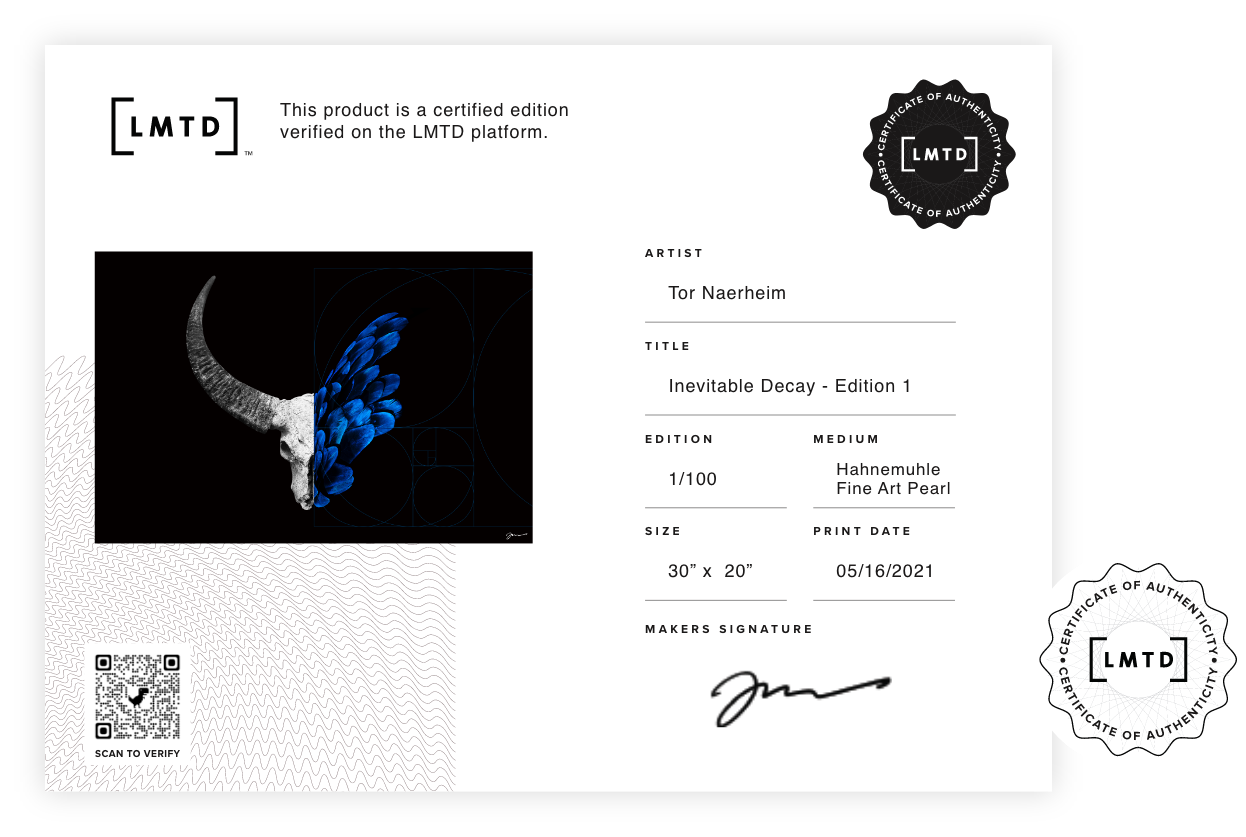 [LMTD]™
This product is a certified edition
verified on the LMTD platform.
CERTIFICATE OF AUTHENTICITY
[LMTD]
CERTIFICATE OF AUTHENTICITY
ARTIST
Tor Naerheim
TITLE
Inevitable Decay - Edition 1
EDITION
1/100
MEDIUM
Hahnemuhle
Fine Art Pearl
SIZE
30” x 20”
PRINT DATE
05/16/2021
MAKERS SIGNATURE
SCAN TO VERIFY
CERTIFICATE OF AUTHENTICITY
[LMTD]
CERTIFICATE OF AUTHENTICITY